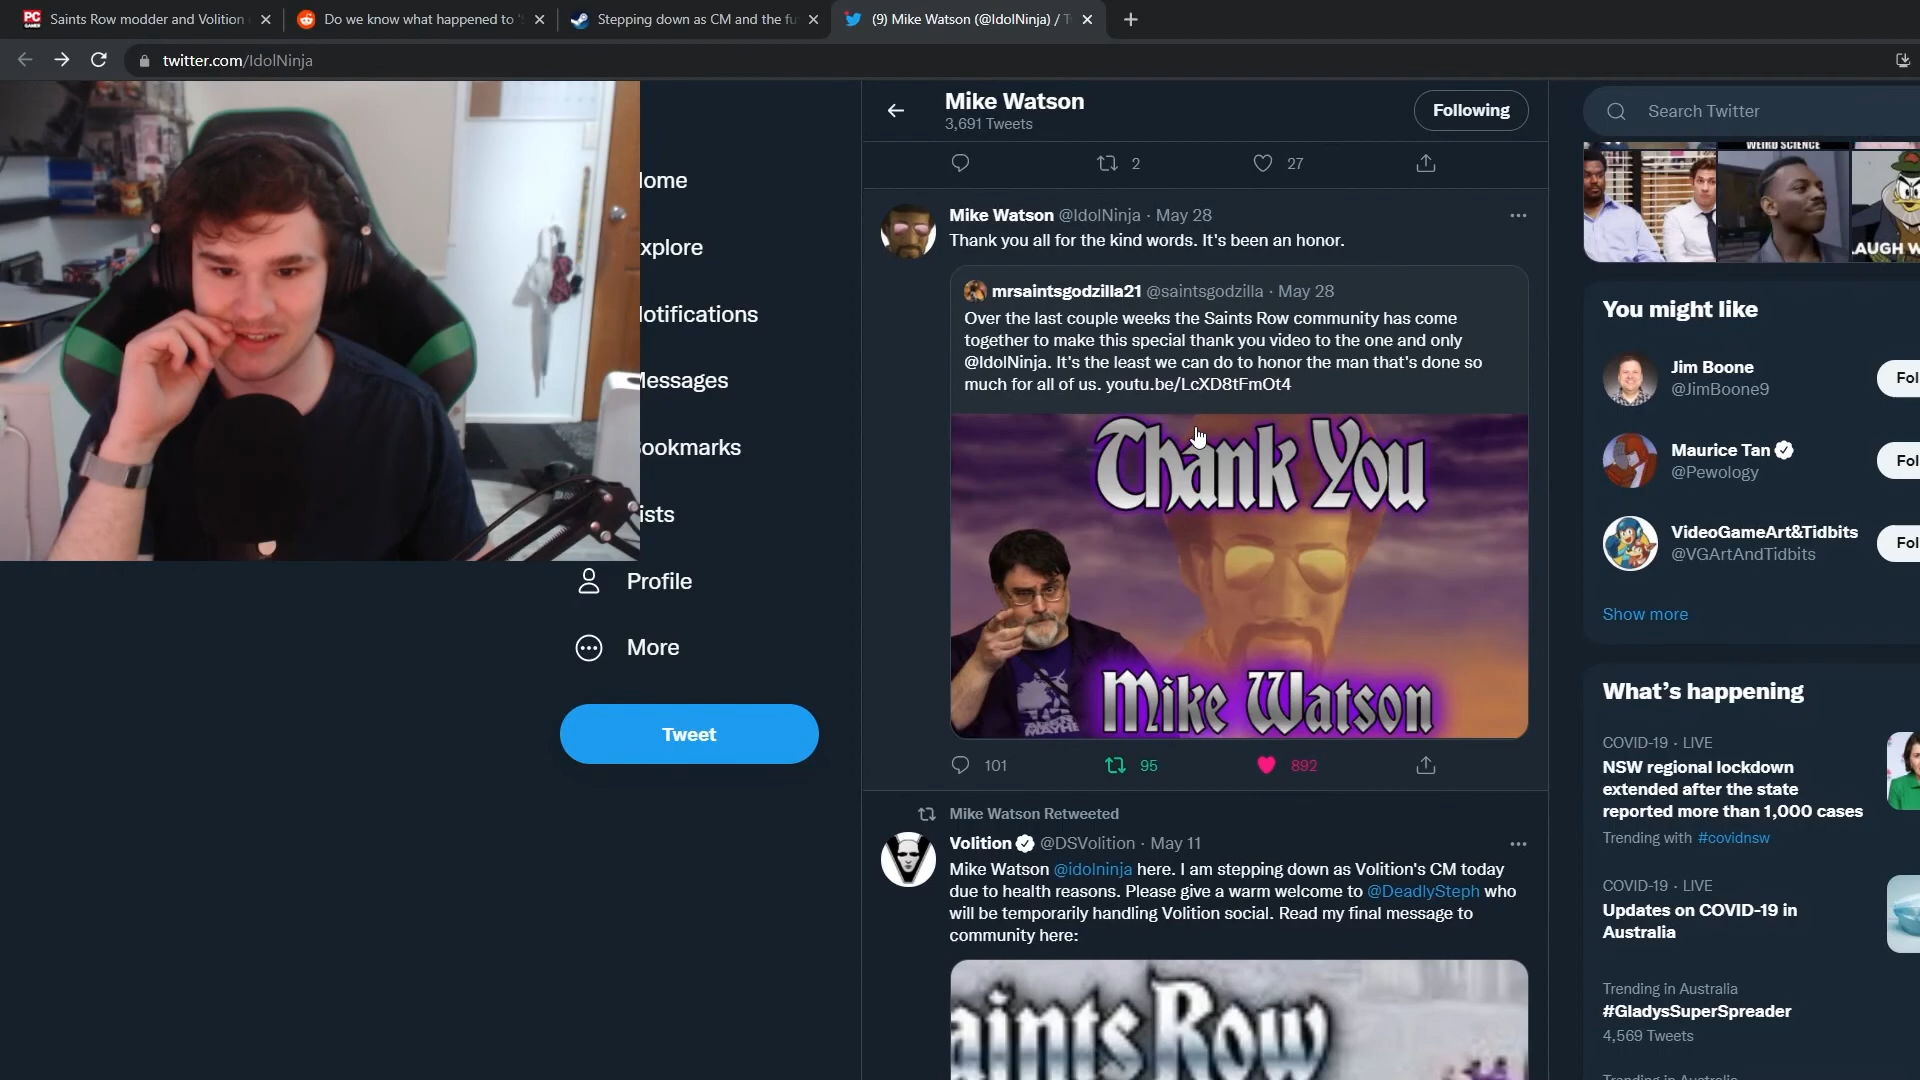 Saints Row modder and Volition
Do we know what happened to
Stepping down as CM and the fu
(9) Mike Watson (@IdolNinja) / T
twitter.com/IdolNinja
Mike Watson
3,691 Tweets
Following
Search Twitter
2
27
WEIRD SCIENCE
LAUGH W
ome
xplore
otifications
Messages
ookmarks
ists
Profile
More
Tweet
Mike Watson @IdolNinja · May 28
Thank you all for the kind words. It's been an honor.
mrsaintsgodzilla21 @saintsgodzilla · May 28
Over the last couple weeks the Saints Row community has come
together to make this special thank you video to the one and only
@IdolNinja. It's the least we can do to honor the man that's done so
much for all of us. youtu.be/LcXD8tFmOt4
Thank You
Mike Watson
101
95
892
Mike Watson Retweeted
Volition @DSVolition · May 11
Mike Watson @idolninja here. I am stepping down as Volition's CM today
due to health reasons. Please give a warm welcome to @DeadlySteph who
will be temporarily handling Volition social. Read my final message to
community here:
aints Row
You might like
Jim Boone
@JimBoone9
Fol
Maurice Tan
@Pewology
Fol
VideoGameArt&Tidbits
@VGArtAndTidbits
Fol
Show more
What's happening
COVID-19 · LIVE
NSW regional lockdown
extended after the state
reported more than 1,000 cases
Trending with #covidnsw
COVID-19 · LIVE
Updates on COVID-19 in
Australia
Trending in Australia
#GladysSuperSpreader
4,569 Tweets
Trending in Australia